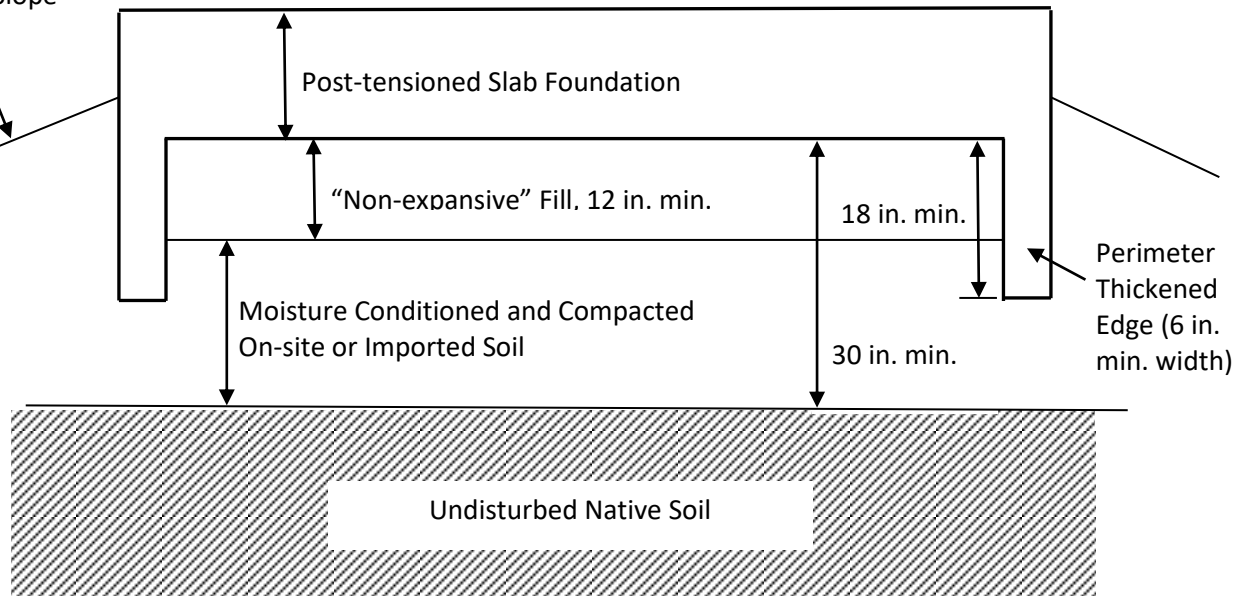 slope
Post-tensioned Slab Foundation
“Non-expansive” Fill, 12 in. min.
18 in. min.
Perimeter
Thickened
Edge (6 in.
min. width)
Moisture Conditioned and Compacted
On-site or Imported Soil
30 in. min.
Undisturbed Native Soil